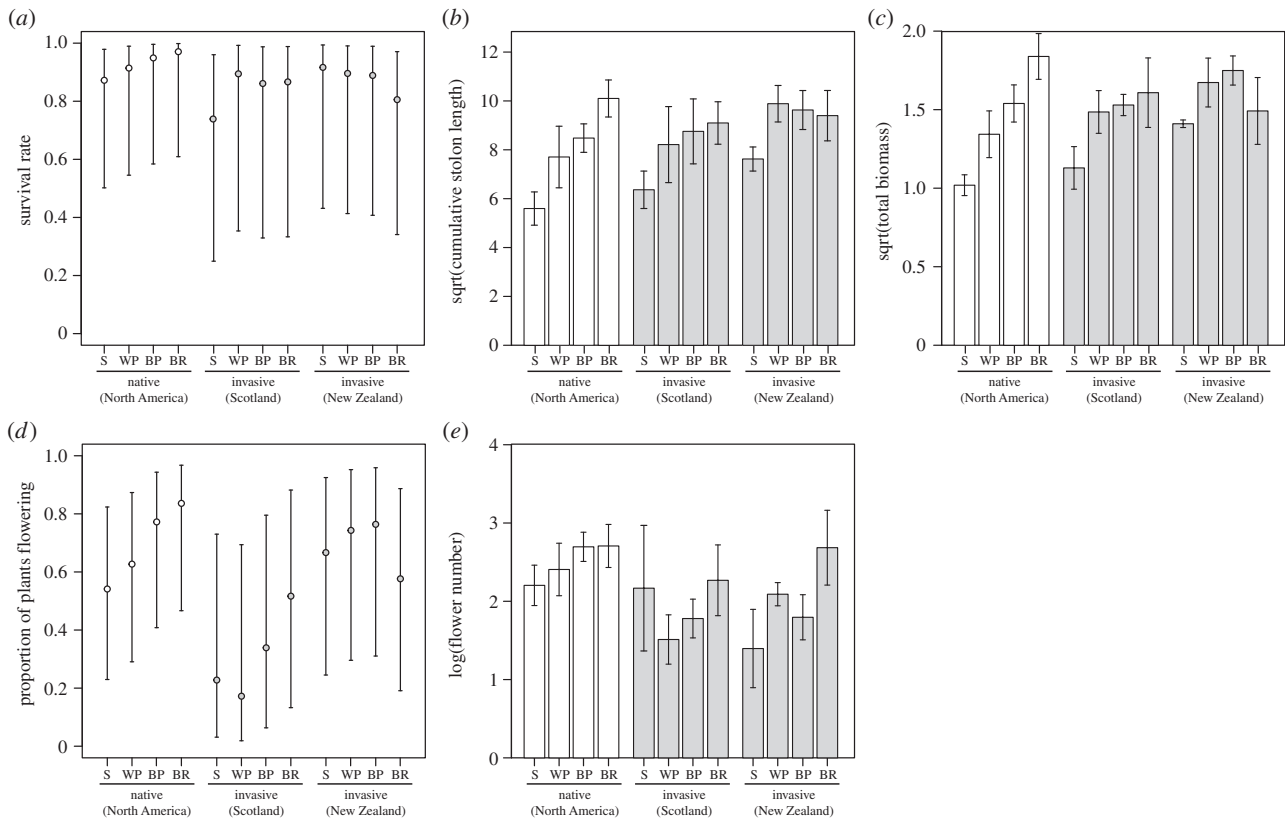 (a)
1.0
0.8
0.6
0.4
0.2
0
survival rate
S WP BP BR S WP BP BR S WP BP BR
native invasive invasive
(North America) (Scotland) (New Zealand)
(b)
12
10
8
6
4
2
0
sqrt(cumulative stolon length)
S WP BP BR S WP BP BR S WP BP BR
native invasive invasive
(North America) (Scotland) (New Zealand)
(c)
2.0
1.5
1.0
0.5
0
sqrt(total biomass)
S WP BP BR S WP BP BR S WP BP BR
native invasive invasive
(North America) (Scotland) (New Zealand)
(d)
1.0
0.8
0.6
0.4
0.2
0
proportion of plants flowering
S WP BP BR S WP BP BR S WP BP BR
native invasive invasive
(North America) (Scotland) (New Zealand)
(e)
4
3
2
1
0
log(flower number)
S WP BP BR S WP BP BR S WP BP BR
native invasive invasive
(North America) (Scotland) (New Zealand)